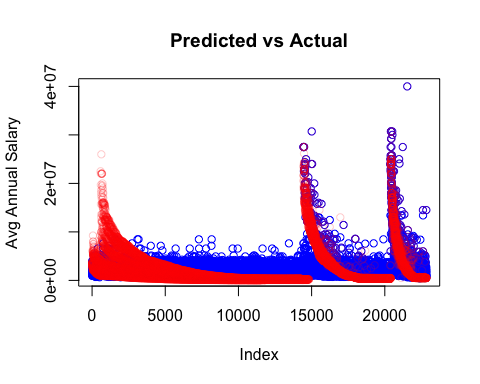 Predicted vs Actual
Avg Annual Salary
4e+07
2e+07
0e+00
0 5000 10000 15000 20000
Index